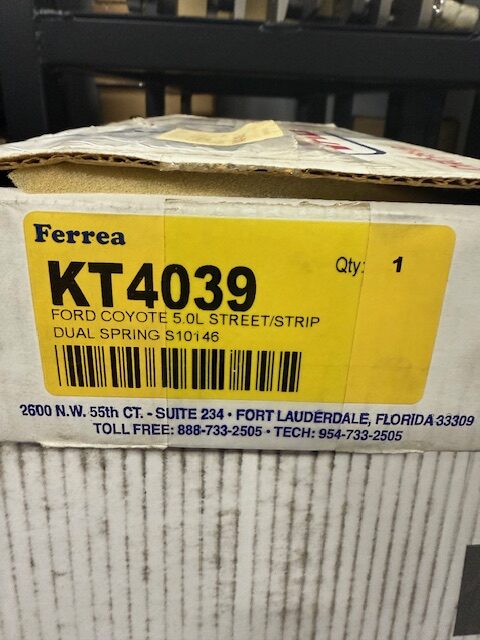 Ferrea
KT4039
Qty: 1
FORD COYOTE 5.0L STREET/STRIP
DUAL SPRING S10146
2600 N.W. 55th CT. - SUITE 234 • FORT LAUDERDALE, FLORIDA 33309
TOLL FREE: 888-733-2505 • TECH: 954-733-2505